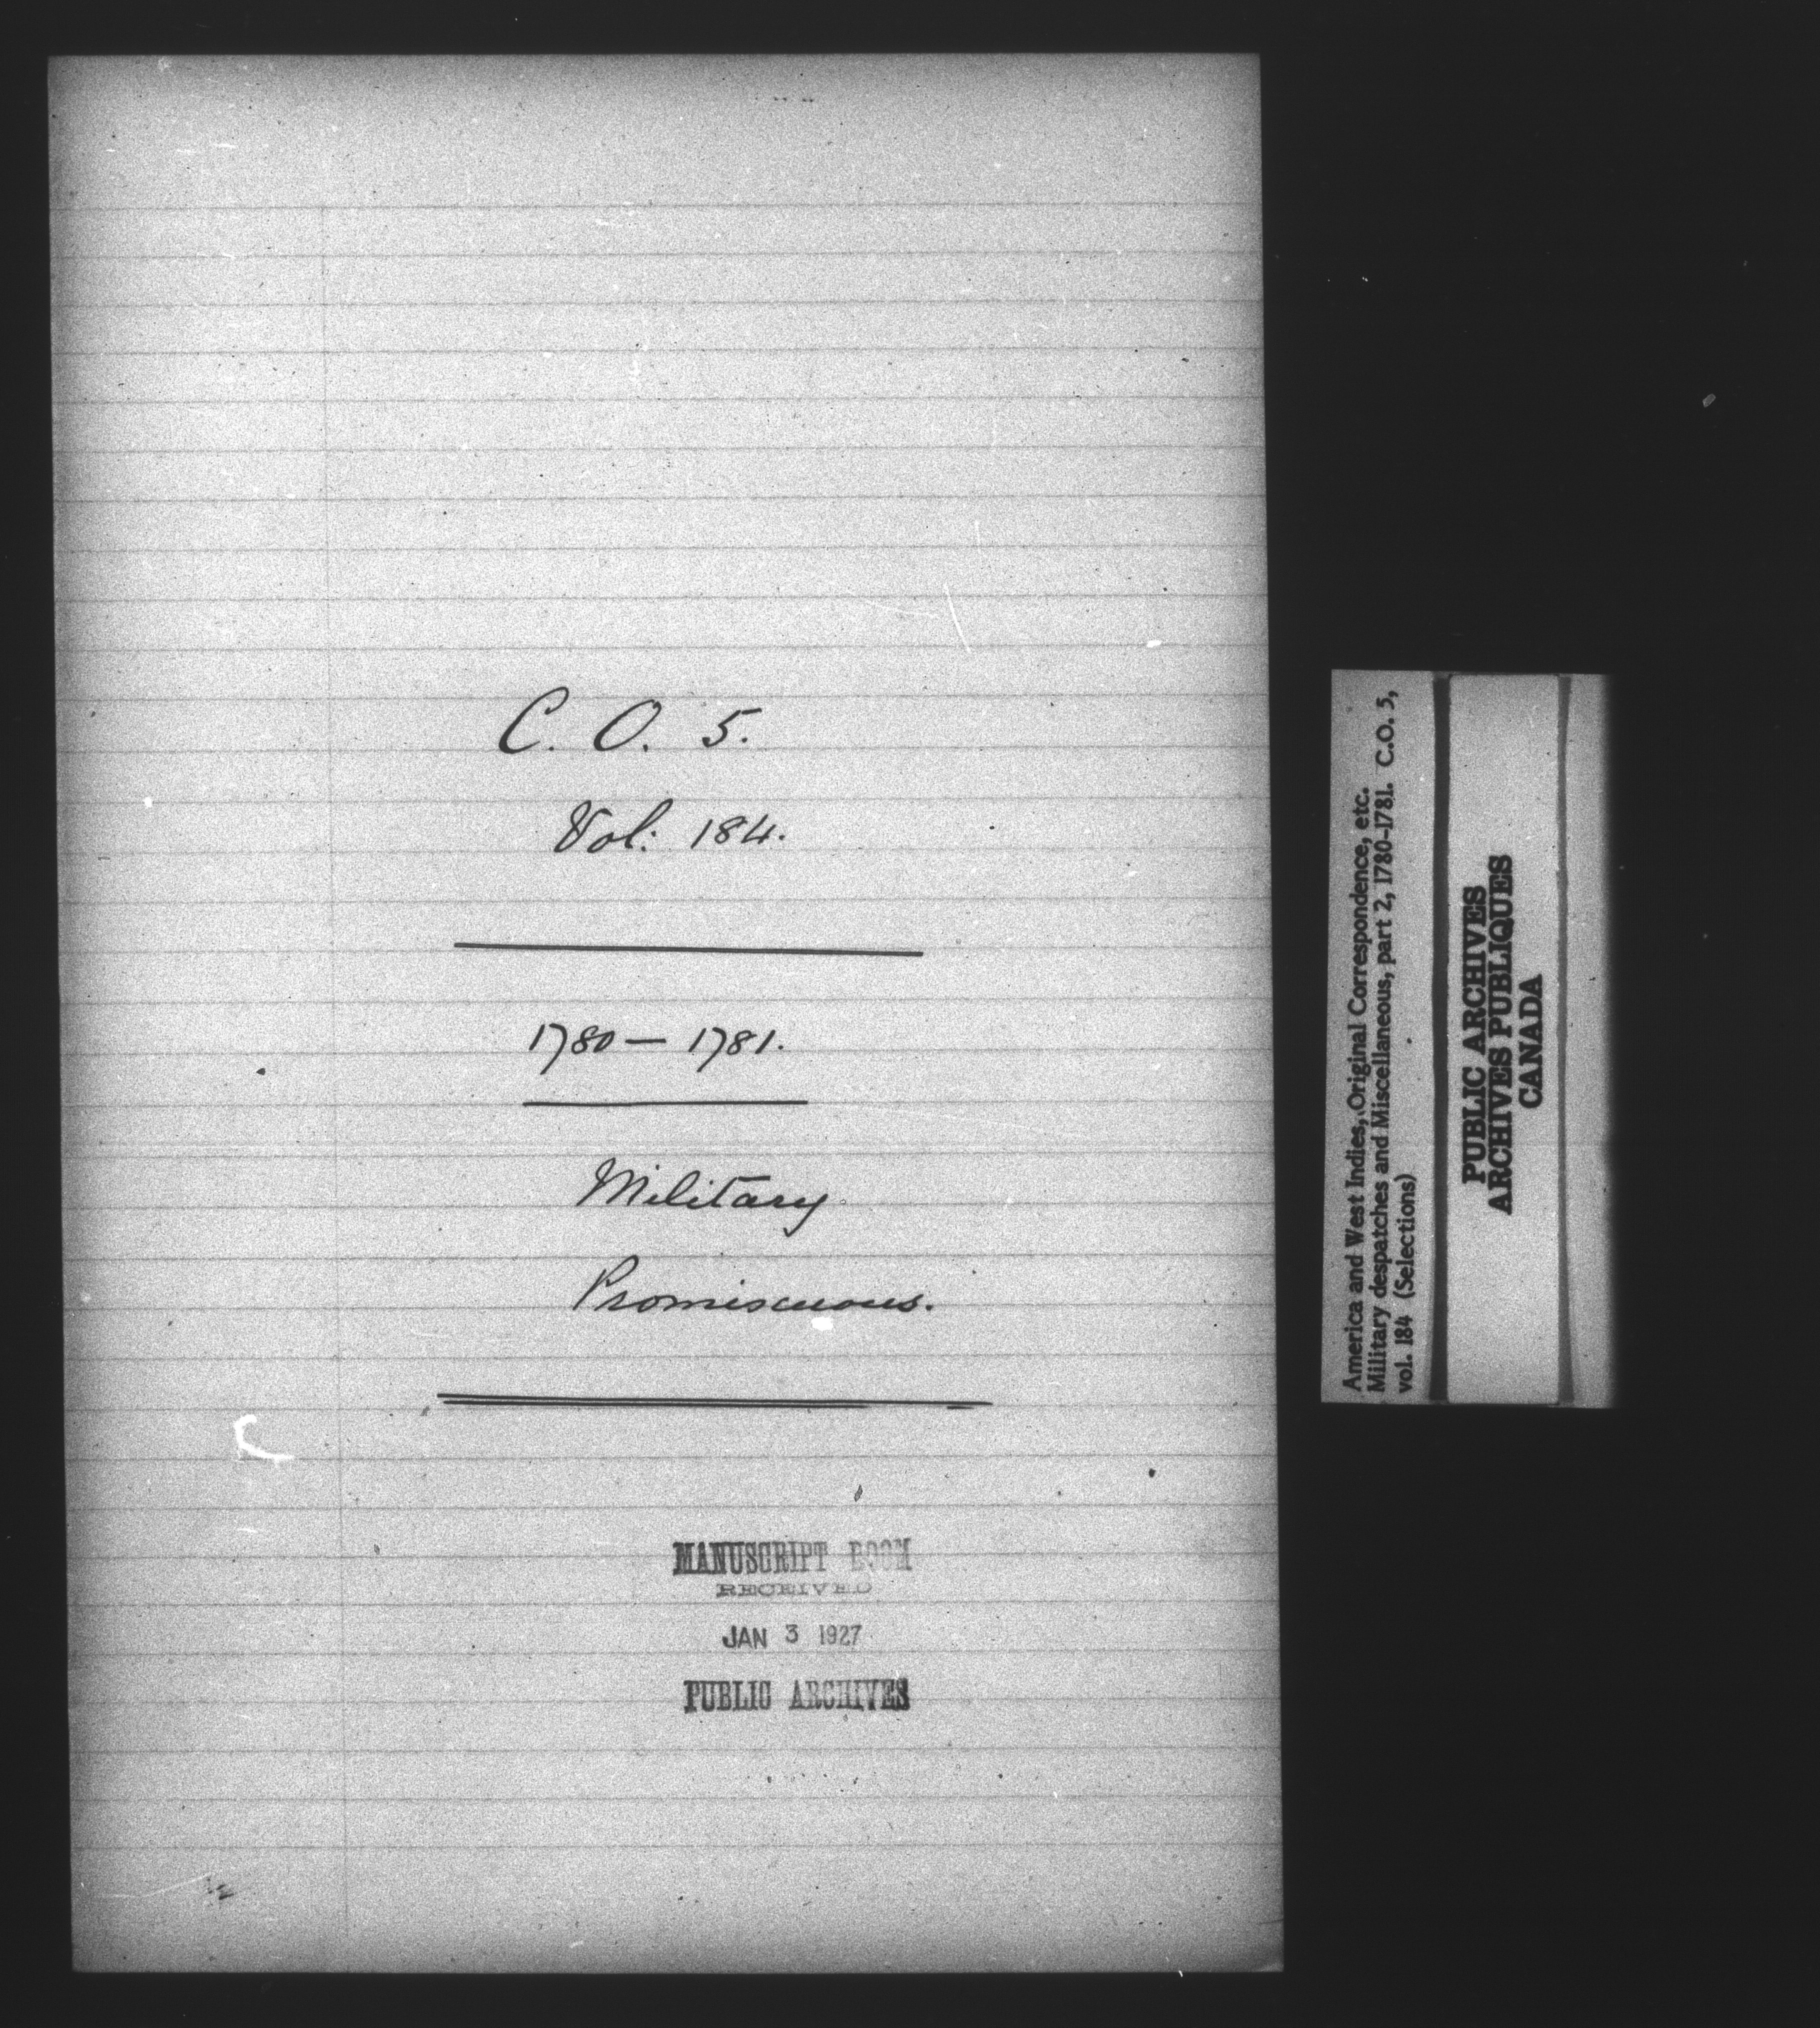 C. O. 5.
Vol: 184.
1780 — 1781.
Military
Promiscuous.
MANUSCRIPT ROOM
RECEIVED
JAN 3 1927
PUBLIC ARCHIVES
America and West Indies, Original Correspondence, etc.
Military despatches and Miscellaneous, part 2, 1780-1781. C.O. 5,
vol. 184 (Selections)
PUBLIC ARCHIVES
ARCHIVES PUBLIQUES
CANADA